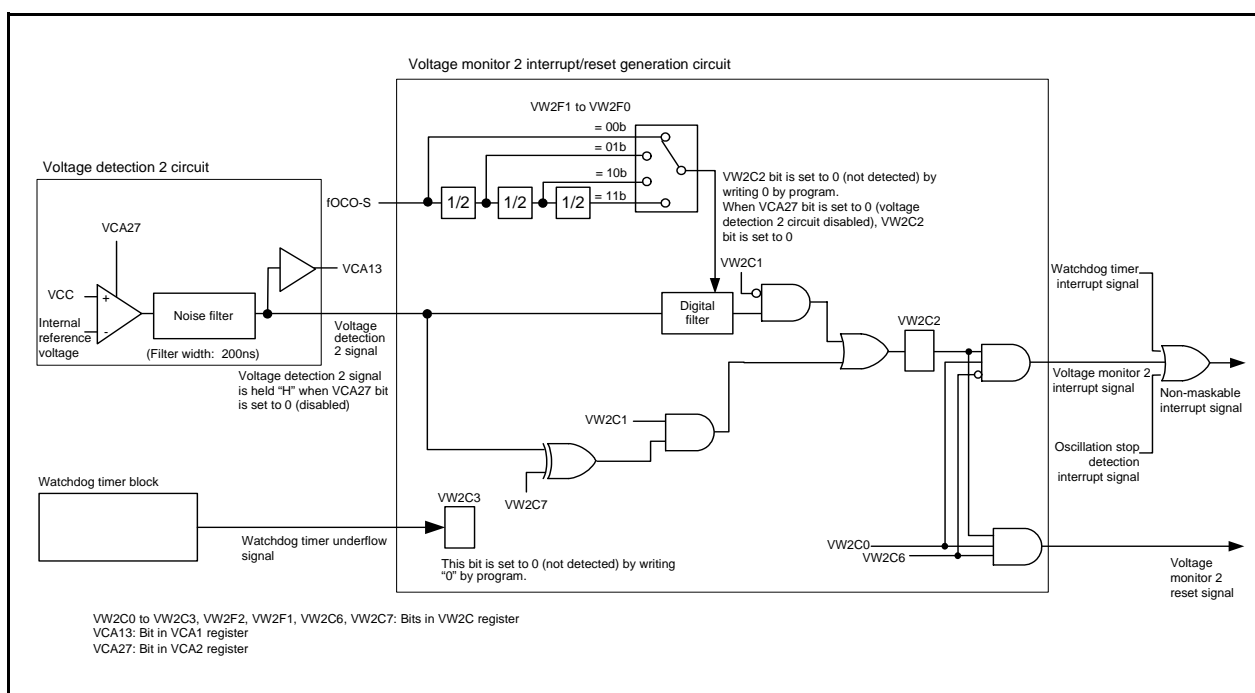 Voltage monitor 2 interrupt/reset generation circuit
VW2F1 to VW2F0
= 00b
= 01b
= 10b
= 11b
Voltage detection 2 circuit
fOCO-S
1/2
1/2
1/2
VW2C2 bit is set to 0 (not detected) by
writing 0 by program.
When VCA27 bit is set to 0 (voltage
detection 2 circuit disabled), VW2C2
bit is set to 0
VCA27
VCA13
VCC
+
Internal
reference
voltage
-
Noise filter
(Filter width: 200ns)
Voltage
detection
2 signal
Voltage detection 2 signal
is held “H” when VCA27 bit
is set to 0 (disabled)
Digital
filter
VW2C1
VW2C2
Watchdog timer
interrupt signal
Voltage monitor 2
interrupt signal
Non-maskable
interrupt signal
Oscillation stop
detection
interrupt signal
VW2C1
VW2C7
Watchdog timer block
Watchdog timer underflow
signal
VW2C3
This bit is set to 0 (not detected) by writing
“0” by program.
VW2C0
VW2C6
Voltage
monitor 2
reset signal
VW2C0 to VW2C3, VW2F2, VW2F1, VW2C6, VW2C7: Bits in VW2C register
VCA13: Bit in VCA1 register
VCA27: Bit in VCA2 register